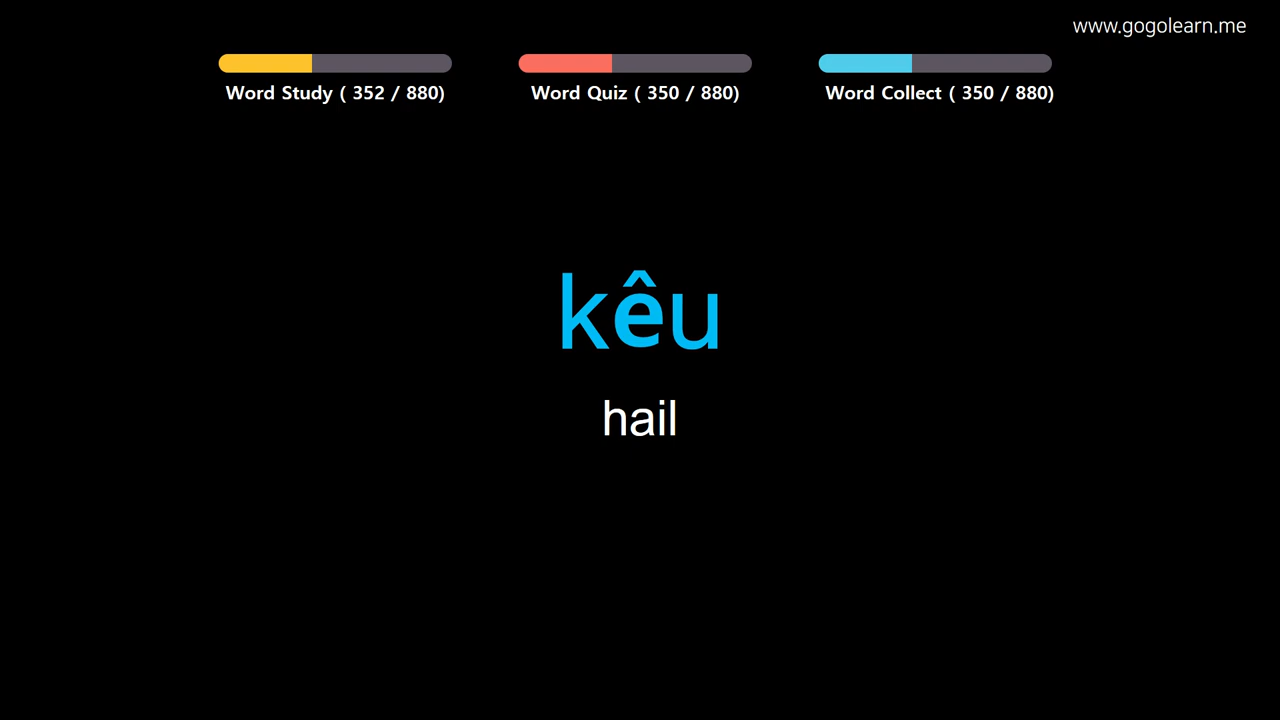 www.gogolearn.me
Word Study ( 352 / 880)
Word Quiz ( 350 / 880)
Word Collect ( 350 / 880)
kêu
hail